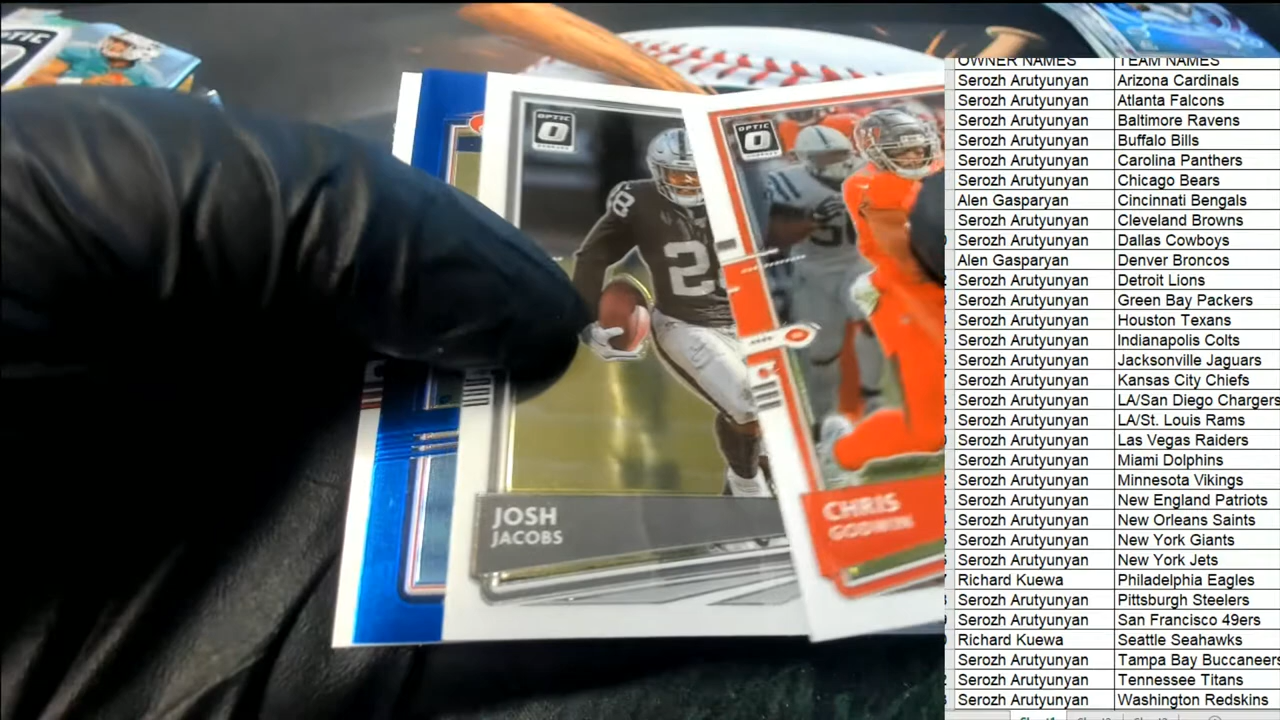 OPTIC
OPTIC
28
2
JOSH
JACOBS
CHRIS
GODWIN
OWNER NAMES TEAM NAMES
Serozh Arutyunyan Arizona Cardinals
Serozh Arutyunyan Atlanta Falcons
Serozh Arutyunyan Baltimore Ravens
Serozh Arutyunyan Buffalo Bills
Serozh Arutyunyan Carolina Panthers
Serozh Arutyunyan Chicago Bears
Alen Gasparyan Cincinnati Bengals
Serozh Arutyunyan Cleveland Browns
Serozh Arutyunyan Dallas Cowboys
Alen Gasparyan Denver Broncos
Serozh Arutyunyan Detroit Lions
Serozh Arutyunyan Green Bay Packers
Serozh Arutyunyan Houston Texans
Serozh Arutyunyan Indianapolis Colts
Serozh Arutyunyan Jacksonville Jaguars
Serozh Arutyunyan Kansas City Chiefs
Serozh Arutyunyan LA/San Diego Chargers
Serozh Arutyunyan LA/St. Louis Rams
Serozh Arutyunyan Las Vegas Raiders
Serozh Arutyunyan Miami Dolphins
Serozh Arutyunyan Minnesota Vikings
Serozh Arutyunyan New England Patriots
Serozh Arutyunyan New Orleans Saints
Serozh Arutyunyan New York Giants
Serozh Arutyunyan New York Jets
Richard Kuewa Philadelphia Eagles
Serozh Arutyunyan Pittsburgh Steelers
Serozh Arutyunyan San Francisco 49ers
Richard Kuewa Seattle Seahawks
Serozh Arutyunyan Tampa Bay Buccaneers
Serozh Arutyunyan Tennessee Titans
Serozh Arutyunyan Washington Redskins